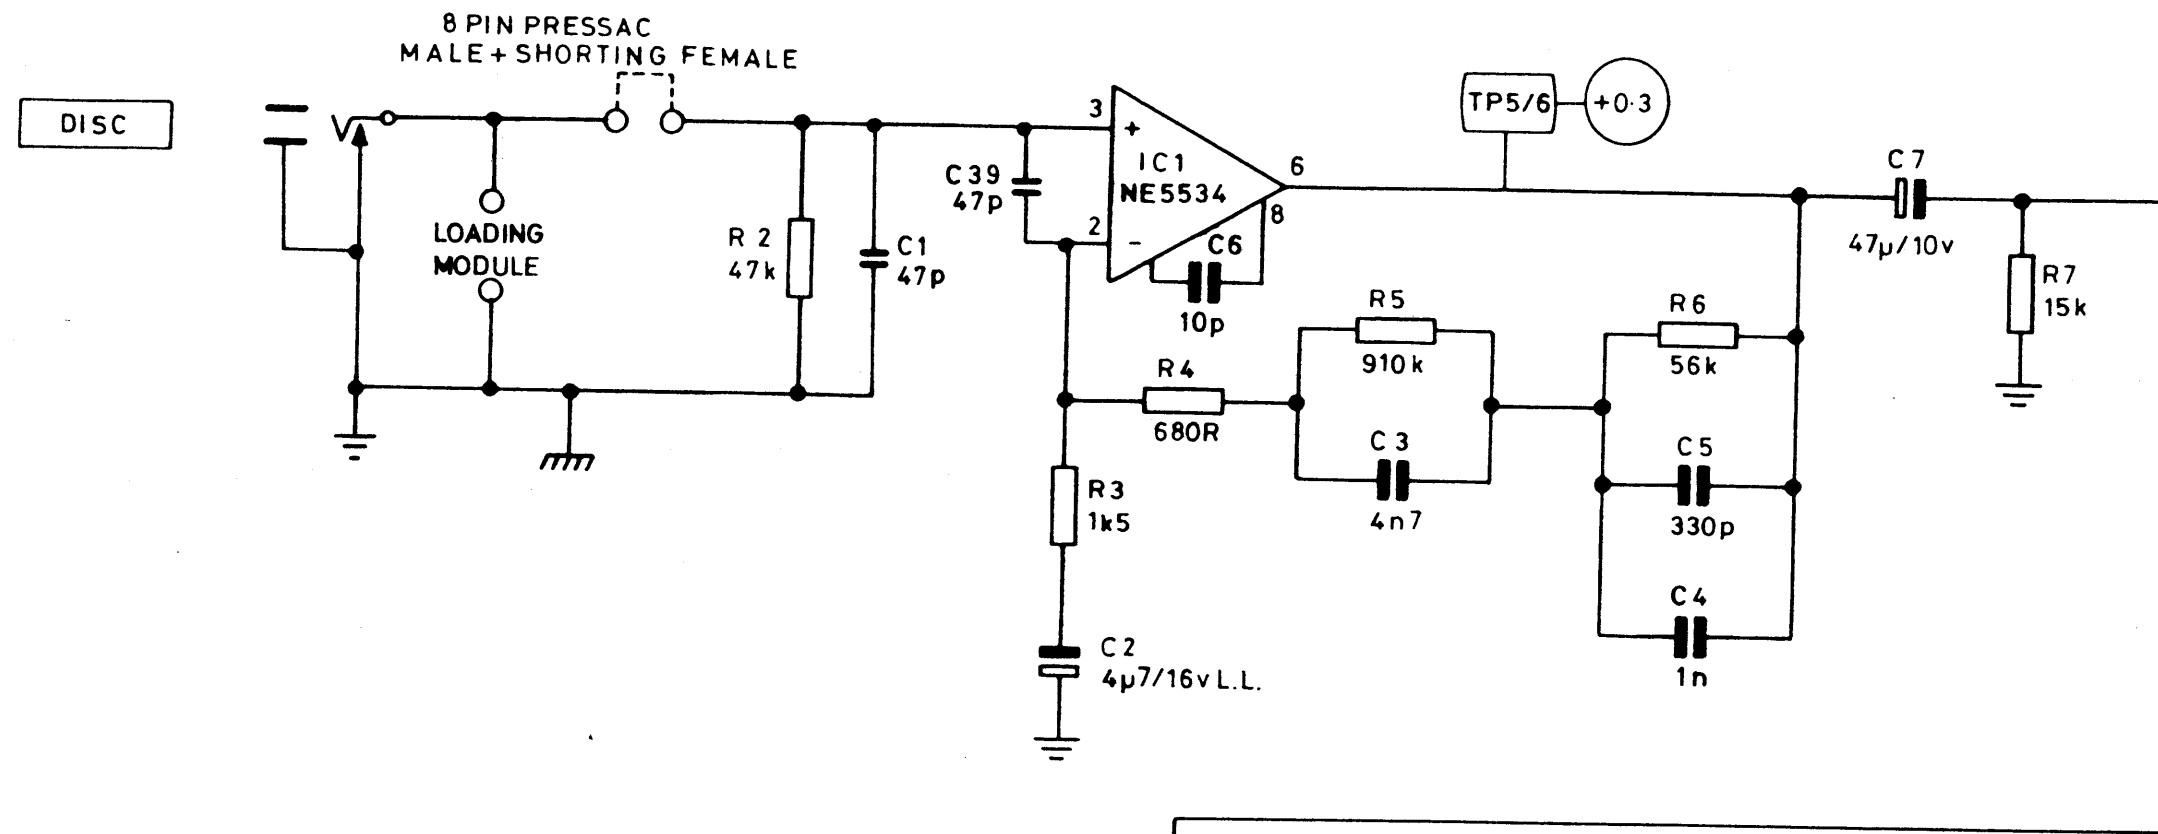 8 PIN PRESSAC
MALE + SHORTING FEMALE
DISC
LOADING
MODULE
R 2
47k
C1
47p
C39
47p
3
+
IC1
NE5534
2
-
6
8
C6
10p
TP5/6
+0·3
C7
47µ/10v
R7
15k
R5
910k
R6
56k
R4
680R
C3
4n7
C5
330p
R3
1k5
C4
1n
C2
4µ7/16v L.L.